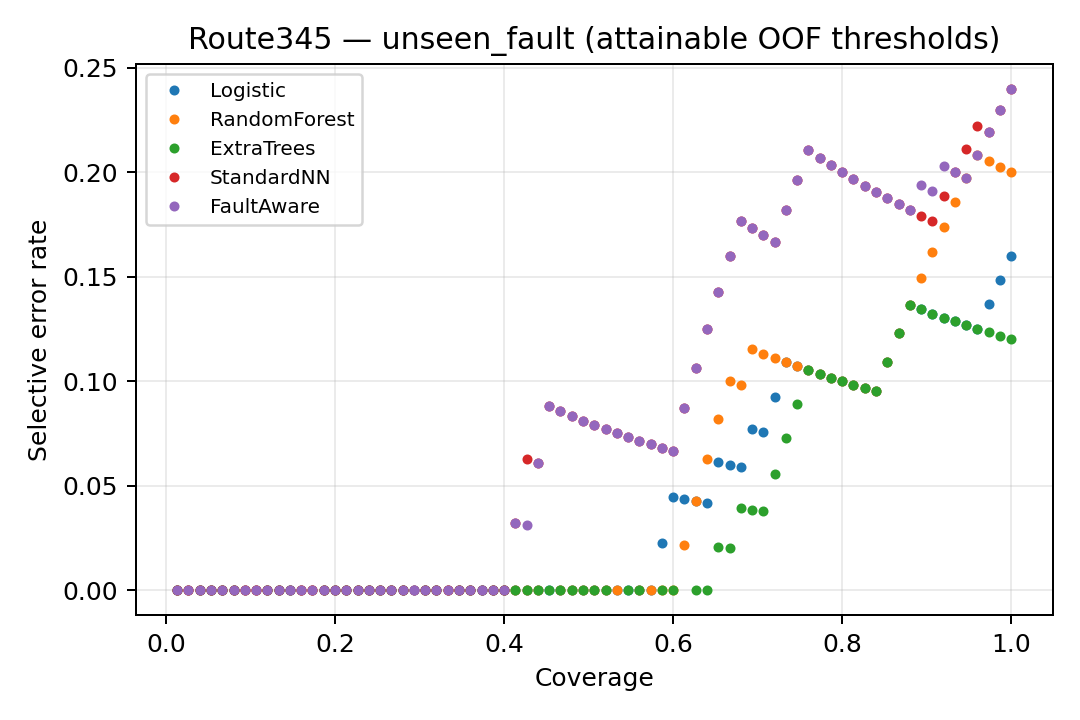 Route345 — unseen_fault (attainable OOF thresholds)
Logistic
RandomForest
ExtraTrees
StandardNN
FaultAware
Selective error rate
0.25
0.20
0.15
0.10
0.05
0.00
0.0 0.2 0.4 0.6 0.8 1.0
Coverage